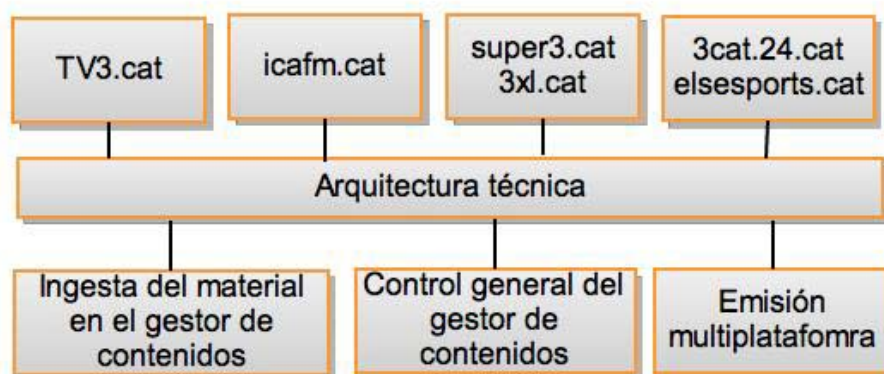 TV3.cat
icafm.cat
super3.cat
3xl.cat
3cat.24.cat
elsesports.cat
Arquitectura técnica
Ingesta del material
en el gestor de
contenidos
Control general del
gestor de
contenidos
Emisión
multiplatafomra